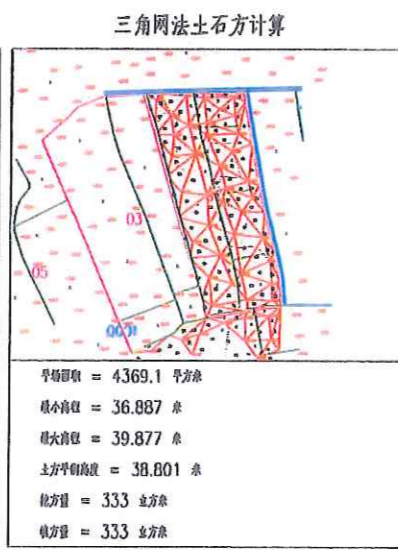 三角网法土石方计算
03
05
平场面积 = 4369.1 平方米
最小高程 = 36.887 米
最大高程 = 39.877 米
土方平衡高度 = 38.801 米
挖方量 = 333 立方米
填方量 = 333 立方米